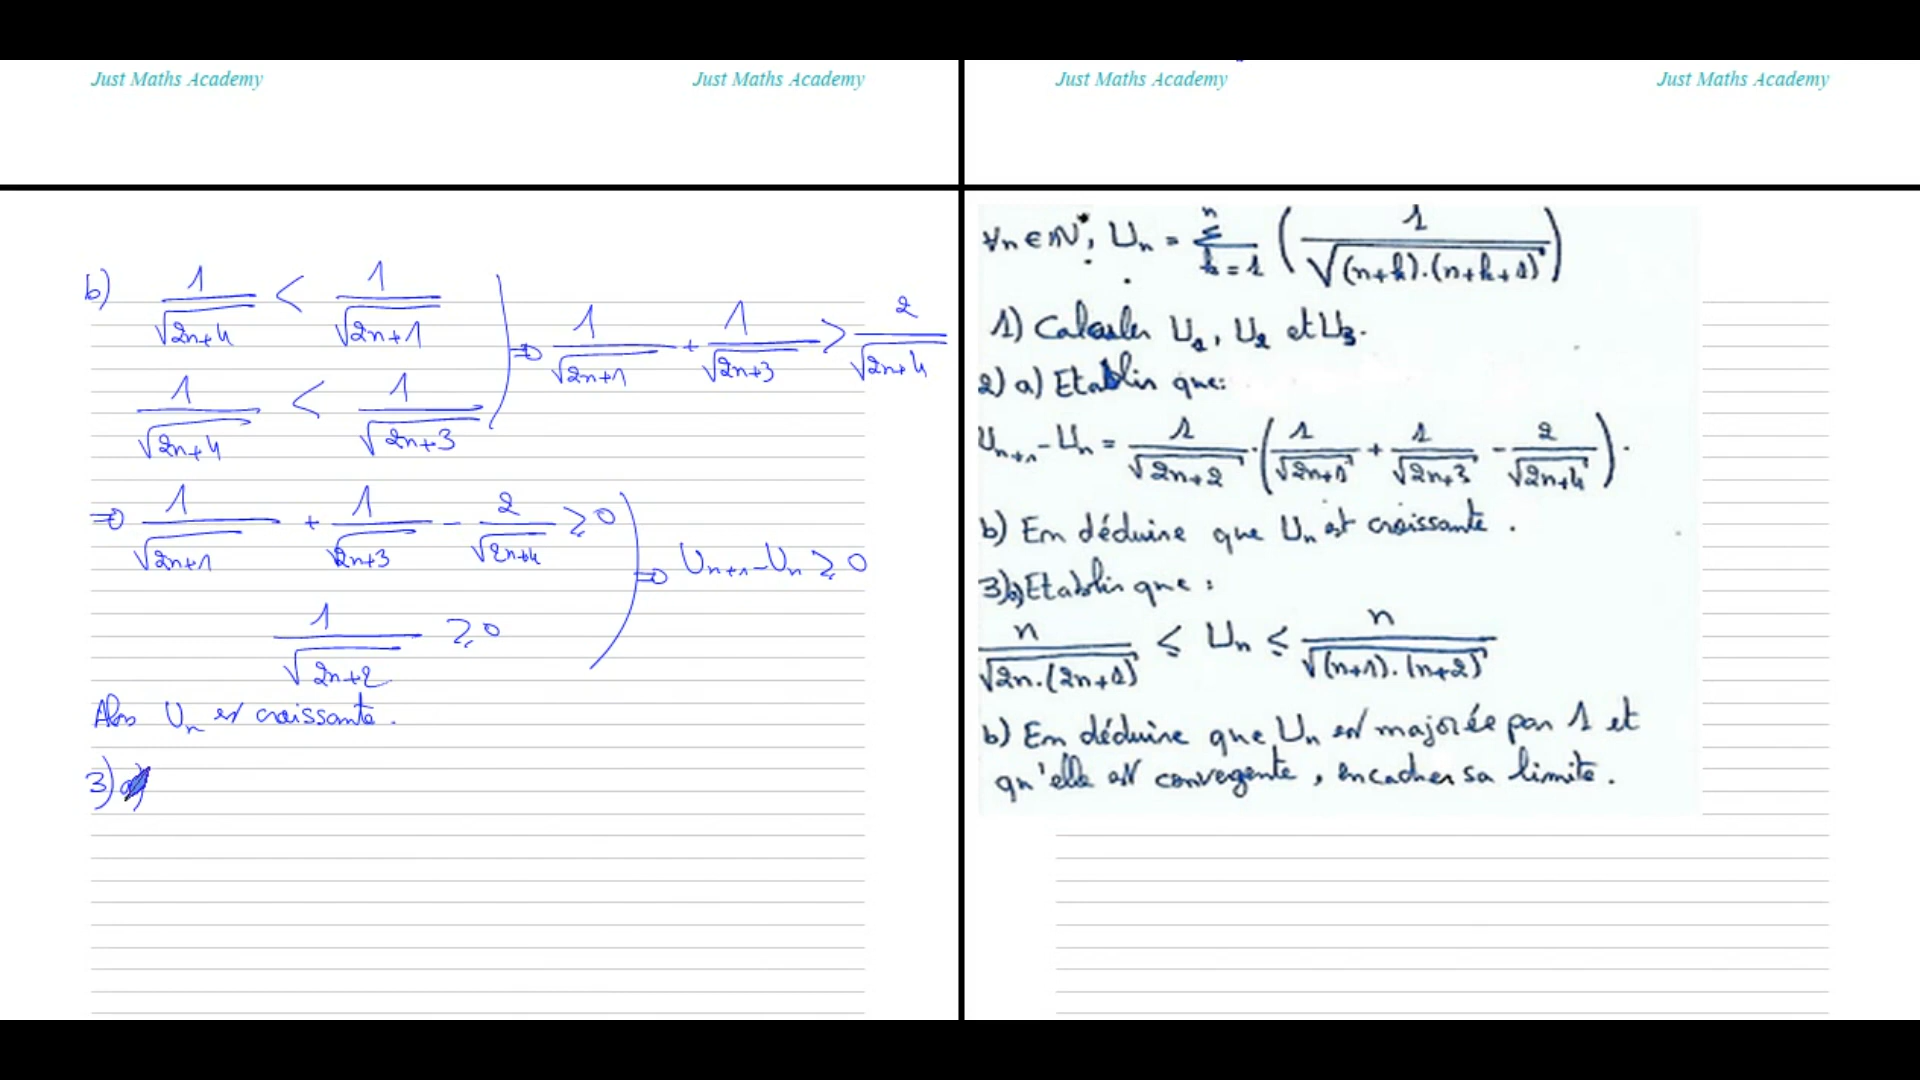 Just Maths Academy Just Maths Academy
b) 1/√(2n+4) < 1/√(2n+1)
1/√(2n+4) < 1/√(2n+3)
⇒ 1/√(2n+1) + 1/√(2n+3) > 2/√(2n+4)
⇒ 1/√(2n+1) + 1/√(2n+3) - 2/√(2n+4) ≥ 0
1/√(2n+2) ≥ 0
⇒ Uₙ₊₁ - Uₙ ≥ 0
Alors Uₙ est croissante.
3) a)
Just Maths Academy Just Maths Academy
∀n ∈ ℕ*, Uₙ = Σ_{k=1}^{n} (1/√((n+k).(n+k+1)))
1) Calculer U₁, U₂ et U₃.
2) a) Etablir que:
Uₙ₊₁ - Uₙ = 1/√(2n+2) . (1/√(2n+1) + 1/√(2n+3) - 2/√(2n+4)).
b) En déduire que Uₙ est croissante.
3) a) Etablir que :
n/√(2n.(2n+1)) ≤ Uₙ ≤ n/√((n+1).(n+2))
b) En déduire que Uₙ est majorée par 1 et
qu'elle est convergente, encadrer sa limite.